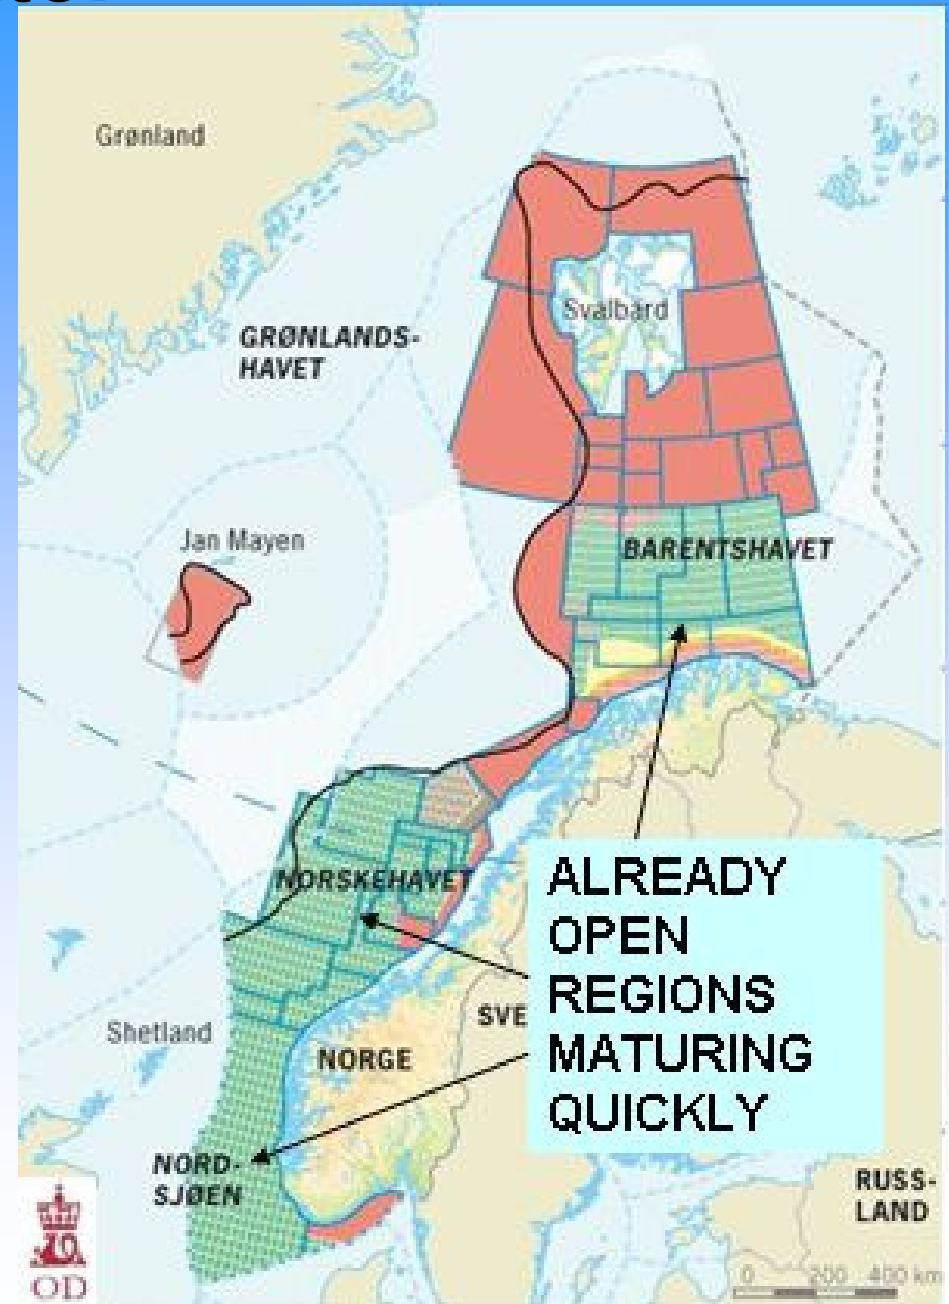 Grønland
Svalbard
GRØNLANDS-
HAVET
Jan Mayen
BARENTSHAVET
NORSKEHAVET
ALREADY
OPEN
REGIONS
MATURING
QUICKLY
Shetland
SVE
NORGE
NORD-
SJØEN
RUSS-
LAND
OD
0 200 400 km